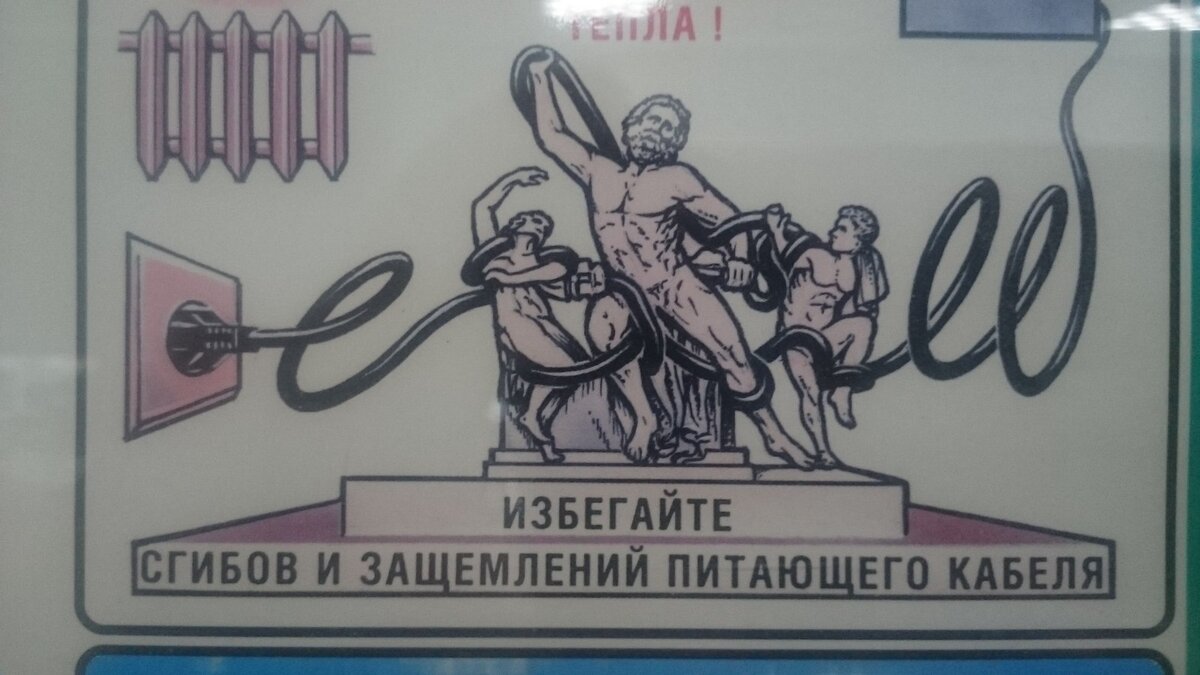 ТЕПЛА !
ИЗБЕГАЙТЕ
СГИБОВ И ЗАЩЕМЛЕНИЙ ПИТАЮЩЕГО КАБЕЛЯ